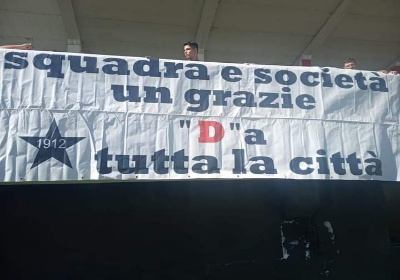 squadra e società
un grazie
"D"a
1912
tutta la città